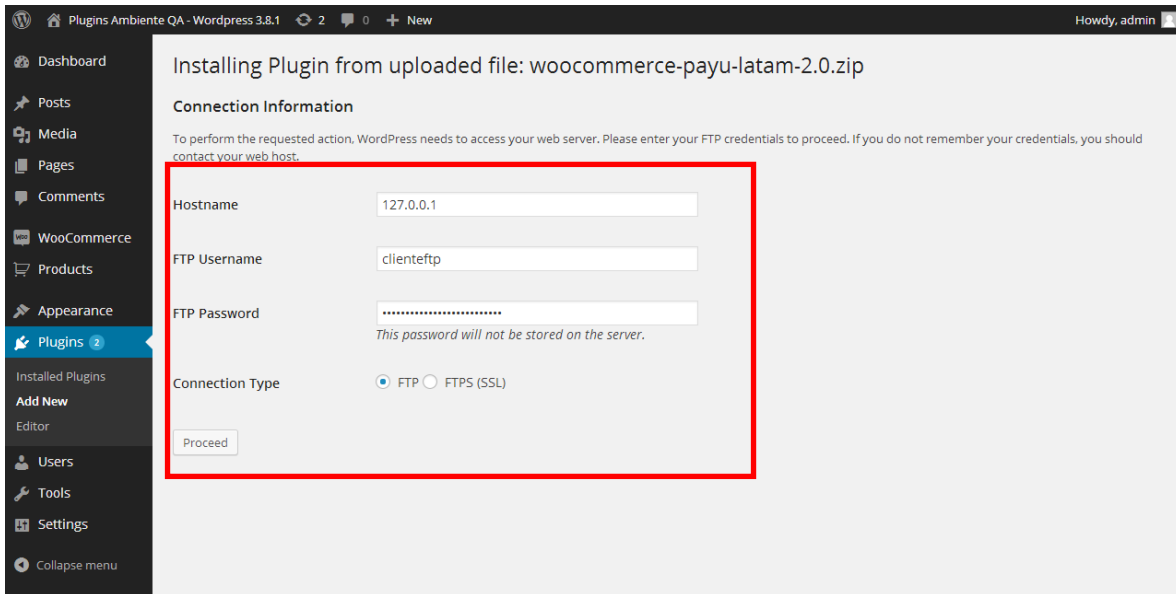 Plugins Ambiente QA - Wordpress 3.8.1 2 0 + New Howdy, admin
Dashboard
Posts
Media
Pages
Comments
WooCommerce
Products
Appearance
Plugins 2
Installed Plugins
Add New
Editor
Users
Tools
Settings
Collapse menu
Installing Plugin from uploaded file: woocommerce-payu-latam-2.0.zip
Connection Information
To perform the requested action, WordPress needs to access your web server. Please enter your FTP credentials to proceed. If you do not remember your credentials, you should
contact your web host.
Hostname 127.0.0.1
FTP Username clienteftp
FTP Password ••••••••••••••••••••••••••
This password will not be stored on the server.
Connection Type FTP FTPS (SSL)
Proceed